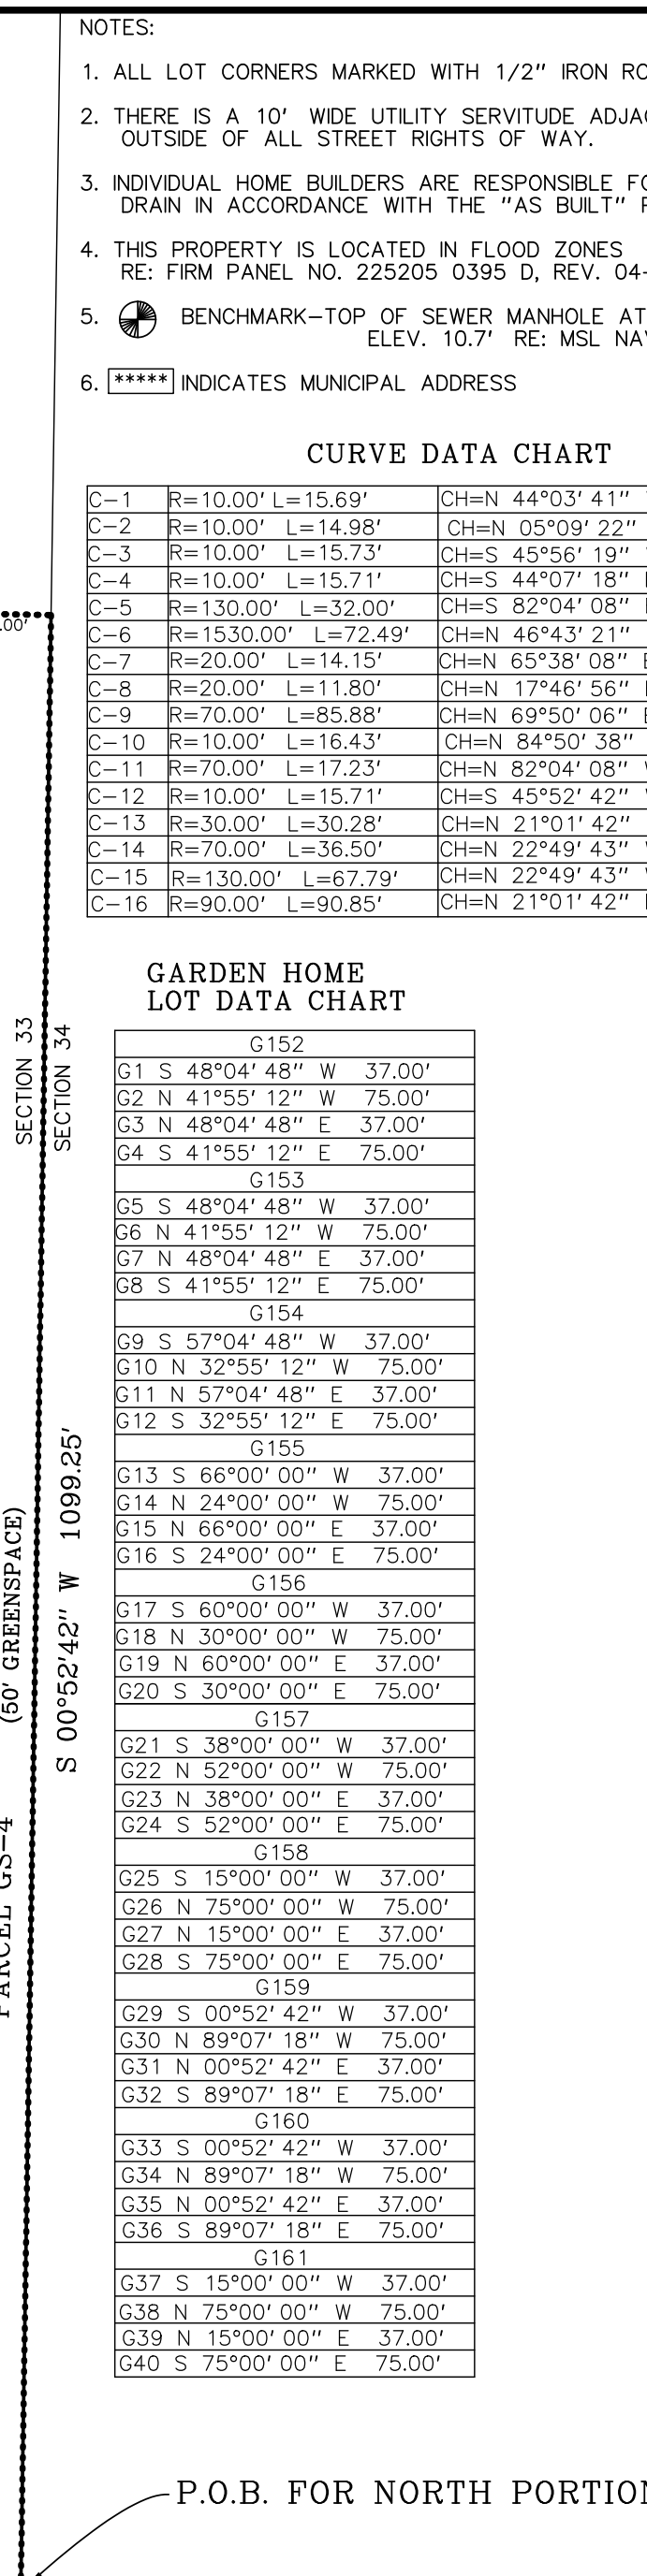 NOTES:
1. ALL LOT CORNERS MARKED WITH 1/2" IRON
2. THERE IS A 10' WIDE UTILITY SERVITUDE
OUTSIDE OF ALL STREET RIGHTS OF WAY.
3. INDIVIDUAL HOME BUILDERS ARE RESPONSIBLE
DRAIN IN ACCORDANCE WITH THE "AS BUILT"
4. THIS PROPERTY IS LOCATED IN FLOOD ZONES
RE: FIRM PANEL NO. 225205 0395 D, REV. 04-
5. BENCHMARK-TOP OF SEWER MANHOLE AT
ELEV. 10.7' RE: MSL
6. ***** INDICATES MUNICIPAL ADDRESS
CURVE DATA CHART
C-1 R=10.00' L=15.69' CH=N 44°03'41"
C-2 R=10.00' L=14.98' CH=N 05°09'22"
C-3 R=10.00' L=15.73' CH=S 45°56'19"
C-4 R=10.00' L=15.71' CH=S 44°07'18"
C-5 R=130.00' L=32.00' CH=S 82°04'08"
C-6 R=1530.00' L=72.49' CH=N 46°43'21"
C-7 R=20.00' L=14.15' CH=N 65°38'08" E
C-8 R=20.00' L=11.80' CH=N 17°46'56"
C-9 R=70.00' L=85.88' CH=N 69°50'06" E
C-10 R=10.00' L=16.43' CH=N 84°50'38"
C-11 R=70.00' L=17.23' CH=N 82°04'08"
C-12 R=10.00' L=15.71' CH=S 45°52'42"
C-13 R=30.00' L=30.28' CH=N 21°01'42"
C-14 R=70.00' L=36.50' CH=N 22°49'43"
C-15 R=130.00' L=67.79' CH=N 22°49'43"
C-16 R=90.00' L=90.85' CH=N 21°01'42"
.00'
GARDEN HOME
LOT DATA CHART
G152
G1 S 48°04'48" W 37.00'
G2 N 41°55'12" W 75.00'
G3 N 48°04'48" E 37.00'
G4 S 41°55'12" E 75.00'
G153
G5 S 48°04'48" W 37.00'
G6 N 41°55'12" W 75.00'
G7 N 48°04'48" E 37.00'
G8 S 41°55'12" E 75.00'
G154
G9 S 57°04'48" W 37.00'
G10 N 32°55'12" W 75.00'
G11 N 57°04'48" E 37.00'
G12 S 32°55'12" E 75.00'
G155
G13 S 66°00'00" W 37.00'
G14 N 24°00'00" W 75.00'
G15 N 66°00'00" E 37.00'
G16 S 24°00'00" E 75.00'
G156
G17 S 60°00'00" W 37.00'
G18 N 30°00'00" W 75.00'
G19 N 60°00'00" E 37.00'
G20 S 30°00'00" E 75.00'
G157
G21 S 38°00'00" W 37.00'
G22 N 52°00'00" W 75.00'
G23 N 38°00'00" E 37.00'
G24 S 52°00'00" E 75.00'
G158
G25 S 15°00'00" W 37.00'
G26 N 75°00'00" W 75.00'
G27 N 15°00'00" E 37.00'
G28 S 75°00'00" E 75.00'
G159
G29 S 00°52'42" W 37.00'
G30 N 89°07'18" W 75.00'
G31 N 00°52'42" E 37.00'
G32 S 89°07'18" E 75.00'
G160
G33 S 00°52'42" W 37.00'
G34 N 89°07'18" W 75.00'
G35 N 00°52'42" E 37.00'
G36 S 89°07'18" E 75.00'
G161
G37 S 15°00'00" W 37.00'
G38 N 75°00'00" W 75.00'
G39 N 15°00'00" E 37.00'
G40 S 75°00'00" E 75.00'
SECTION 33
SECTION 34
S 00°52'42" W 1099.25'
(50' GREENSPACE)
PARCEL GS-4
P.O.B. FOR NORTH PORTION